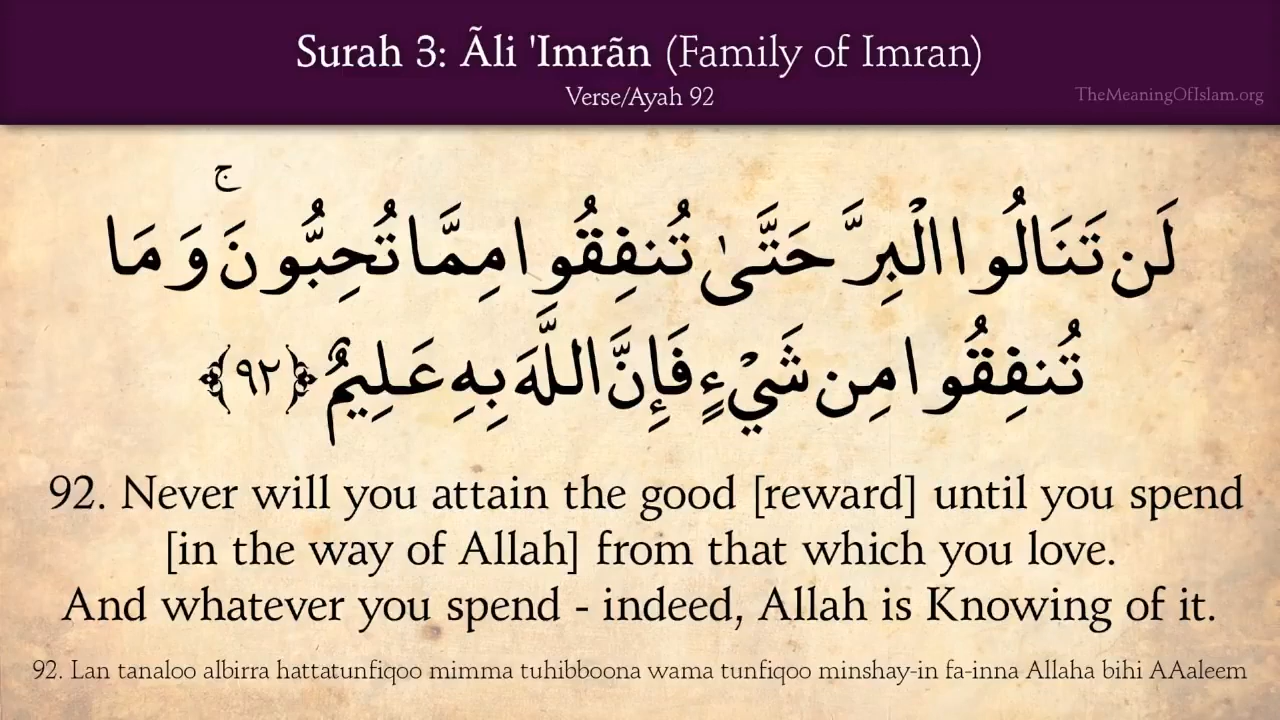 Surah 3: Ãli 'Imrãn (Family of Imran)
Verse/Ayah 92
TheMeaningOfIslam.org
لَن تَنَالُوا الْبِرَّ حَتَّىٰ تُنفِقُوا مِمَّا تُحِبُّونَ ۚ وَمَا
تُنفِقُوا مِن شَيْءٍ فَإِنَّ اللَّهَ بِهِ عَلِيمٌ ﴿٩٢﴾
92. Never will you attain the good [reward] until you spend
[in the way of Allah] from that which you love.
And whatever you spend - indeed, Allah is Knowing of it.
92. Lan tanaloo albirra hattatunfiqoo mimma tuhibboona wama tunfiqoo minshay-in fa-inna Allaha bihi AAaleem